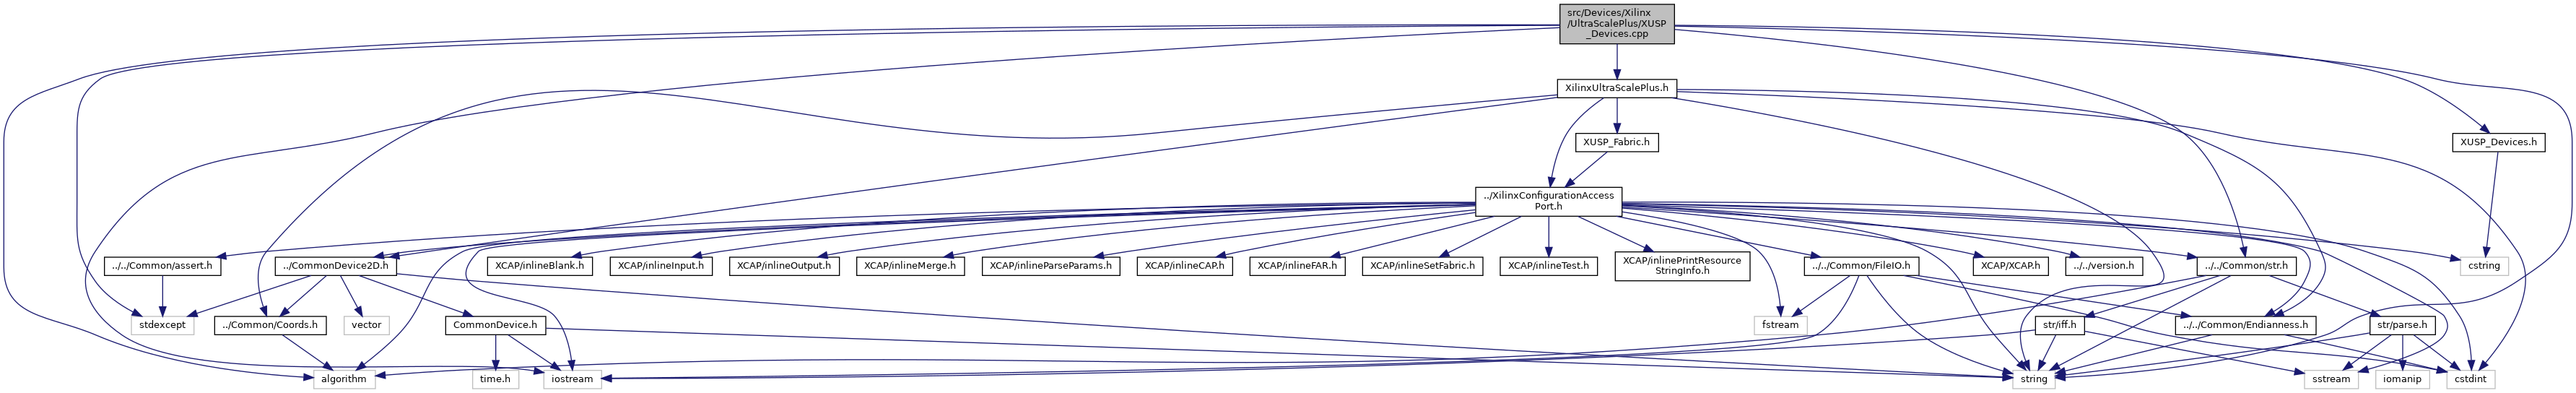 src/Devices/Xilinx
/UltraScalePlus/XUSP
_Devices.cpp
XilinxUltraScalePlus.h
XUSP_Fabric.h
XUSP_Devices.h
../XilinxConfigurationAccess
Port.h
../../Common/assert.h
../CommonDevice2D.h
XCAP/inlineBlank.h
XCAP/inlineInput.h
XCAP/inlineOutput.h
XCAP/inlineMerge.h
XCAP/inlineParseParams.h
XCAP/inlineCAP.h
XCAP/inlineFAR.h
XCAP/inlineSetFabric.h
XCAP/inlineTest.h
XCAP/inlinePrintResource
StringInfo.h
../../Common/FileIO.h
XCAP/XCAP.h
../../version.h
../../Common/str.h
cstring
stdexcept
../Common/Coords.h
vector
CommonDevice.h
fstream
str/iff.h
../../Common/Endianness.h
str/parse.h
algorithm
time.h
iostream
string
sstream
iomanip
cstdint